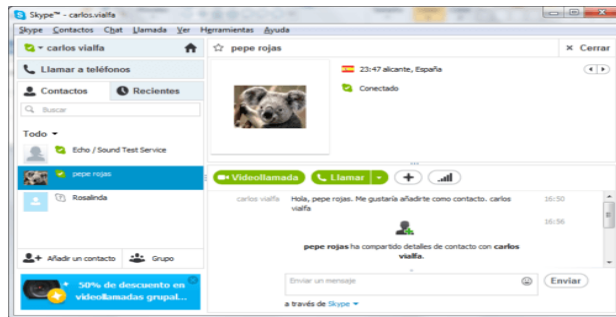 Skype™ - carlos.vialfa
Skype Contactos Chat Llamada Ver Herramientas Ayuda
carlos vialfa
Llamar a teléfonos
Contactos Recientes
Buscar
Todo
Echo / Sound Test Service
pepe rojas
Rosalinda
Añadir un contacto Grupo
50% de descuento en
videollamadas grupal...
pepe rojas × Cerrar
23:47 alicante, España
Conectado
Videollamada Llamar
carlos vialfa Hola, pepe rojas. Me gustaría añadirte como contacto. carlos 16:50
vialfa
16:56
pepe rojas ha compartido detalles de contacto con carlos
vialfa.
Enviar un mensaje Enviar
a través de Skype